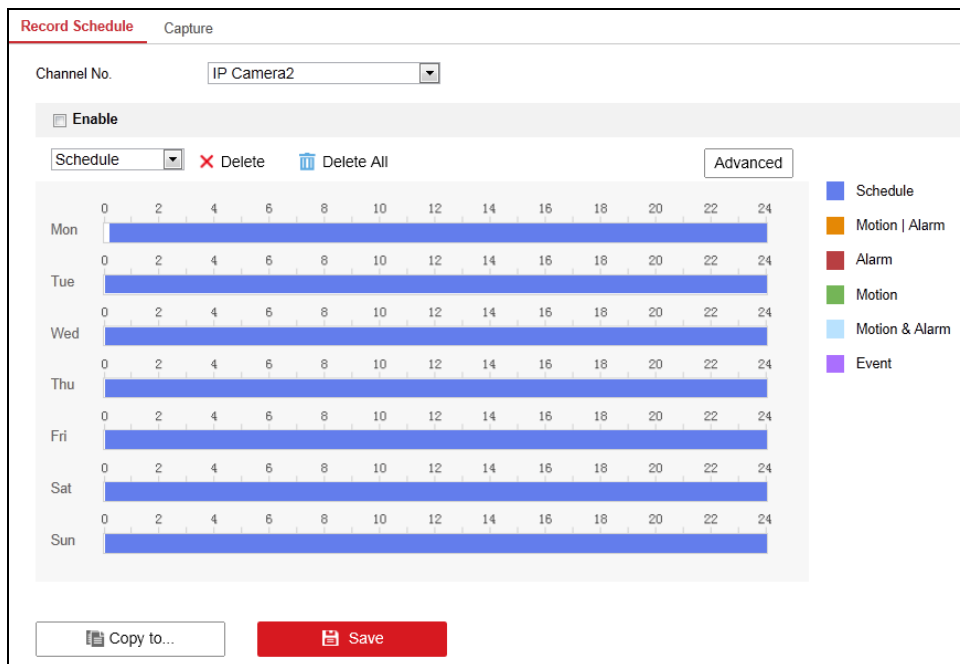 Record Schedule Capture
Channel No. IP Camera2
Enable
Schedule Delete Delete All Advanced
0 2 4 6 8 10 12 14 16 18 20 22 24
Mon
0 2 4 6 8 10 12 14 16 18 20 22 24
Tue
0 2 4 6 8 10 12 14 16 18 20 22 24
Wed
0 2 4 6 8 10 12 14 16 18 20 22 24
Thu
0 2 4 6 8 10 12 14 16 18 20 22 24
Fri
0 2 4 6 8 10 12 14 16 18 20 22 24
Sat
0 2 4 6 8 10 12 14 16 18 20 22 24
Sun
Schedule
Motion | Alarm
Alarm
Motion
Motion & Alarm
Event
Copy to... Save